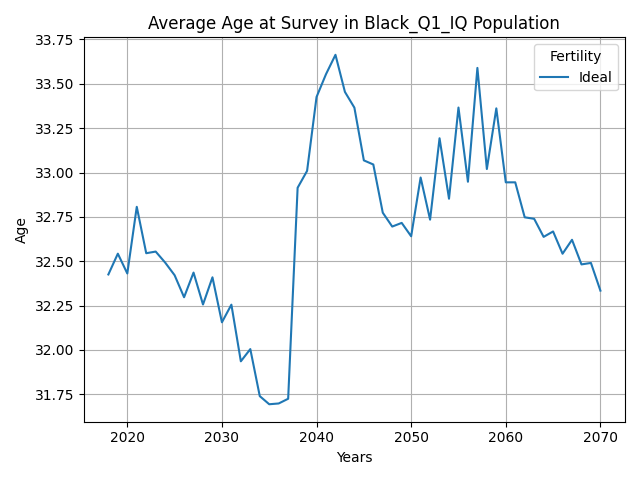 Average Age at Survey in Black_Q1_IQ Population
33.75
33.50
33.25
33.00
32.75
32.50
32.25
32.00
31.75
Age
Fertility
Ideal
2020 2030 2040 2050 2060 2070
Years